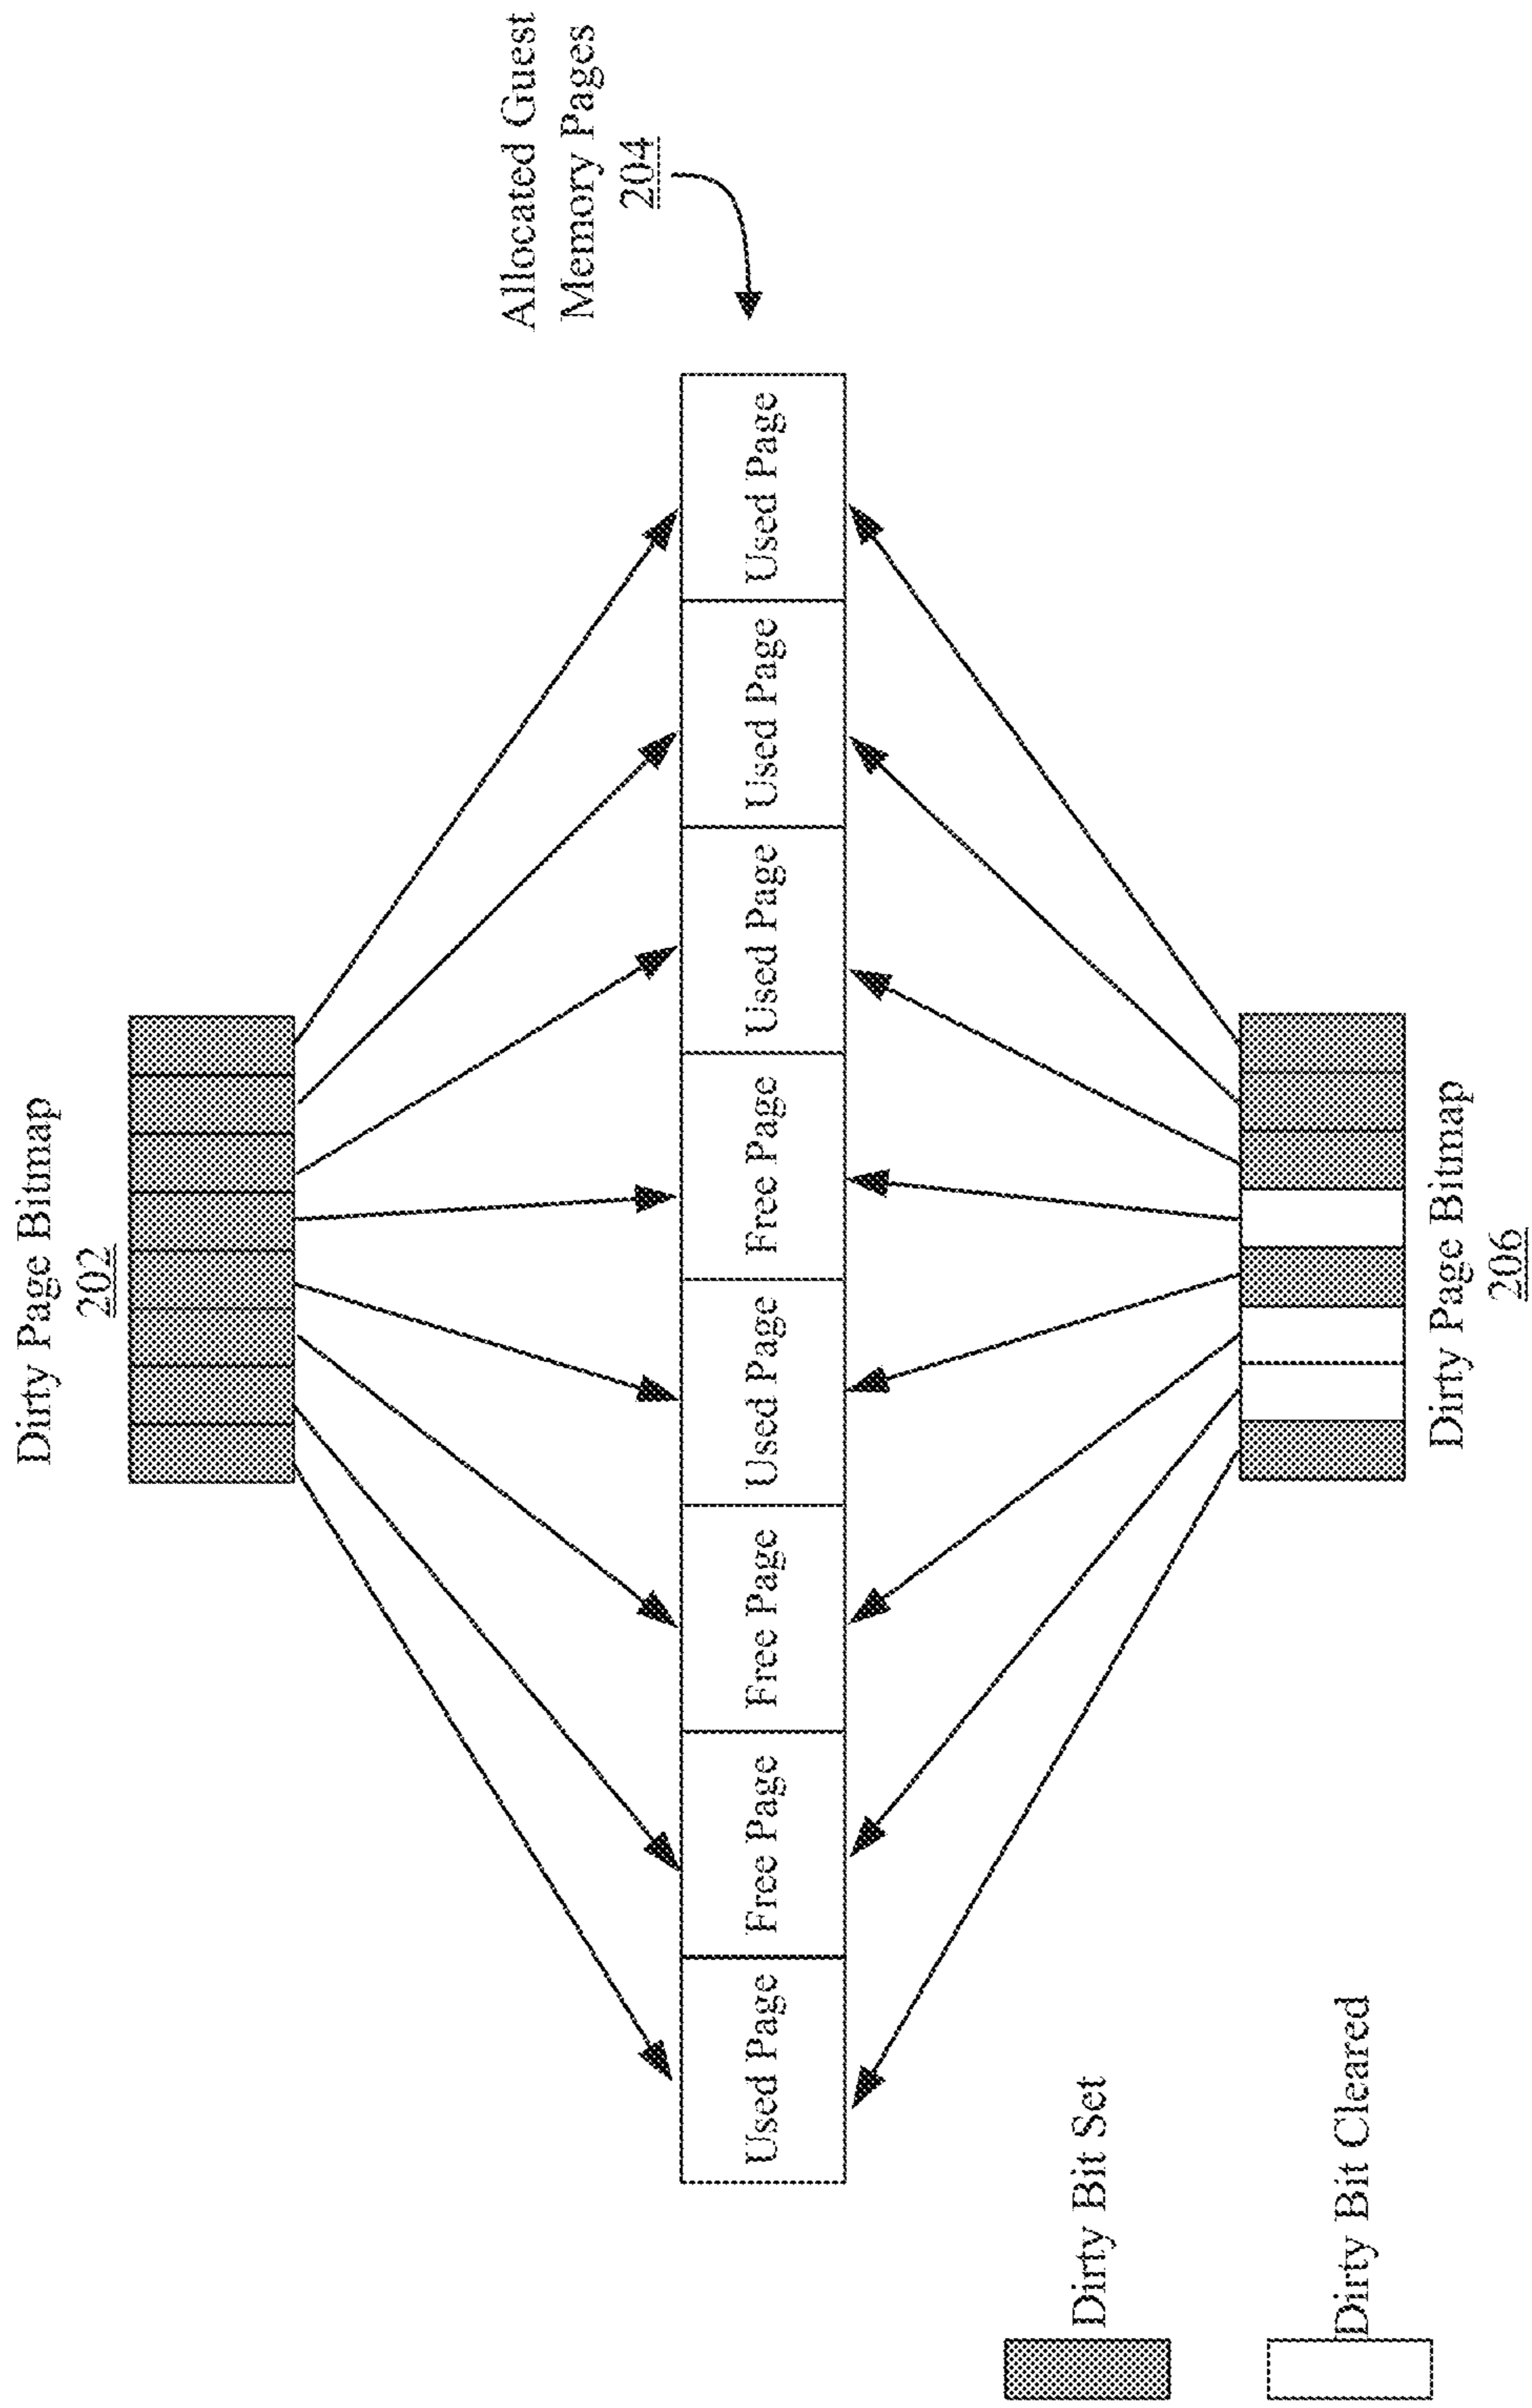 Dirty Page Bitmap
202
Allocated Guest
Memory Pages
204
Used Page
Free Page
Free Page
Used Page
Free Page
Used Page
Used Page
Used Page
Dirty Bit Set
Dirty Bit Cleared
Dirty Page Bitmap
206